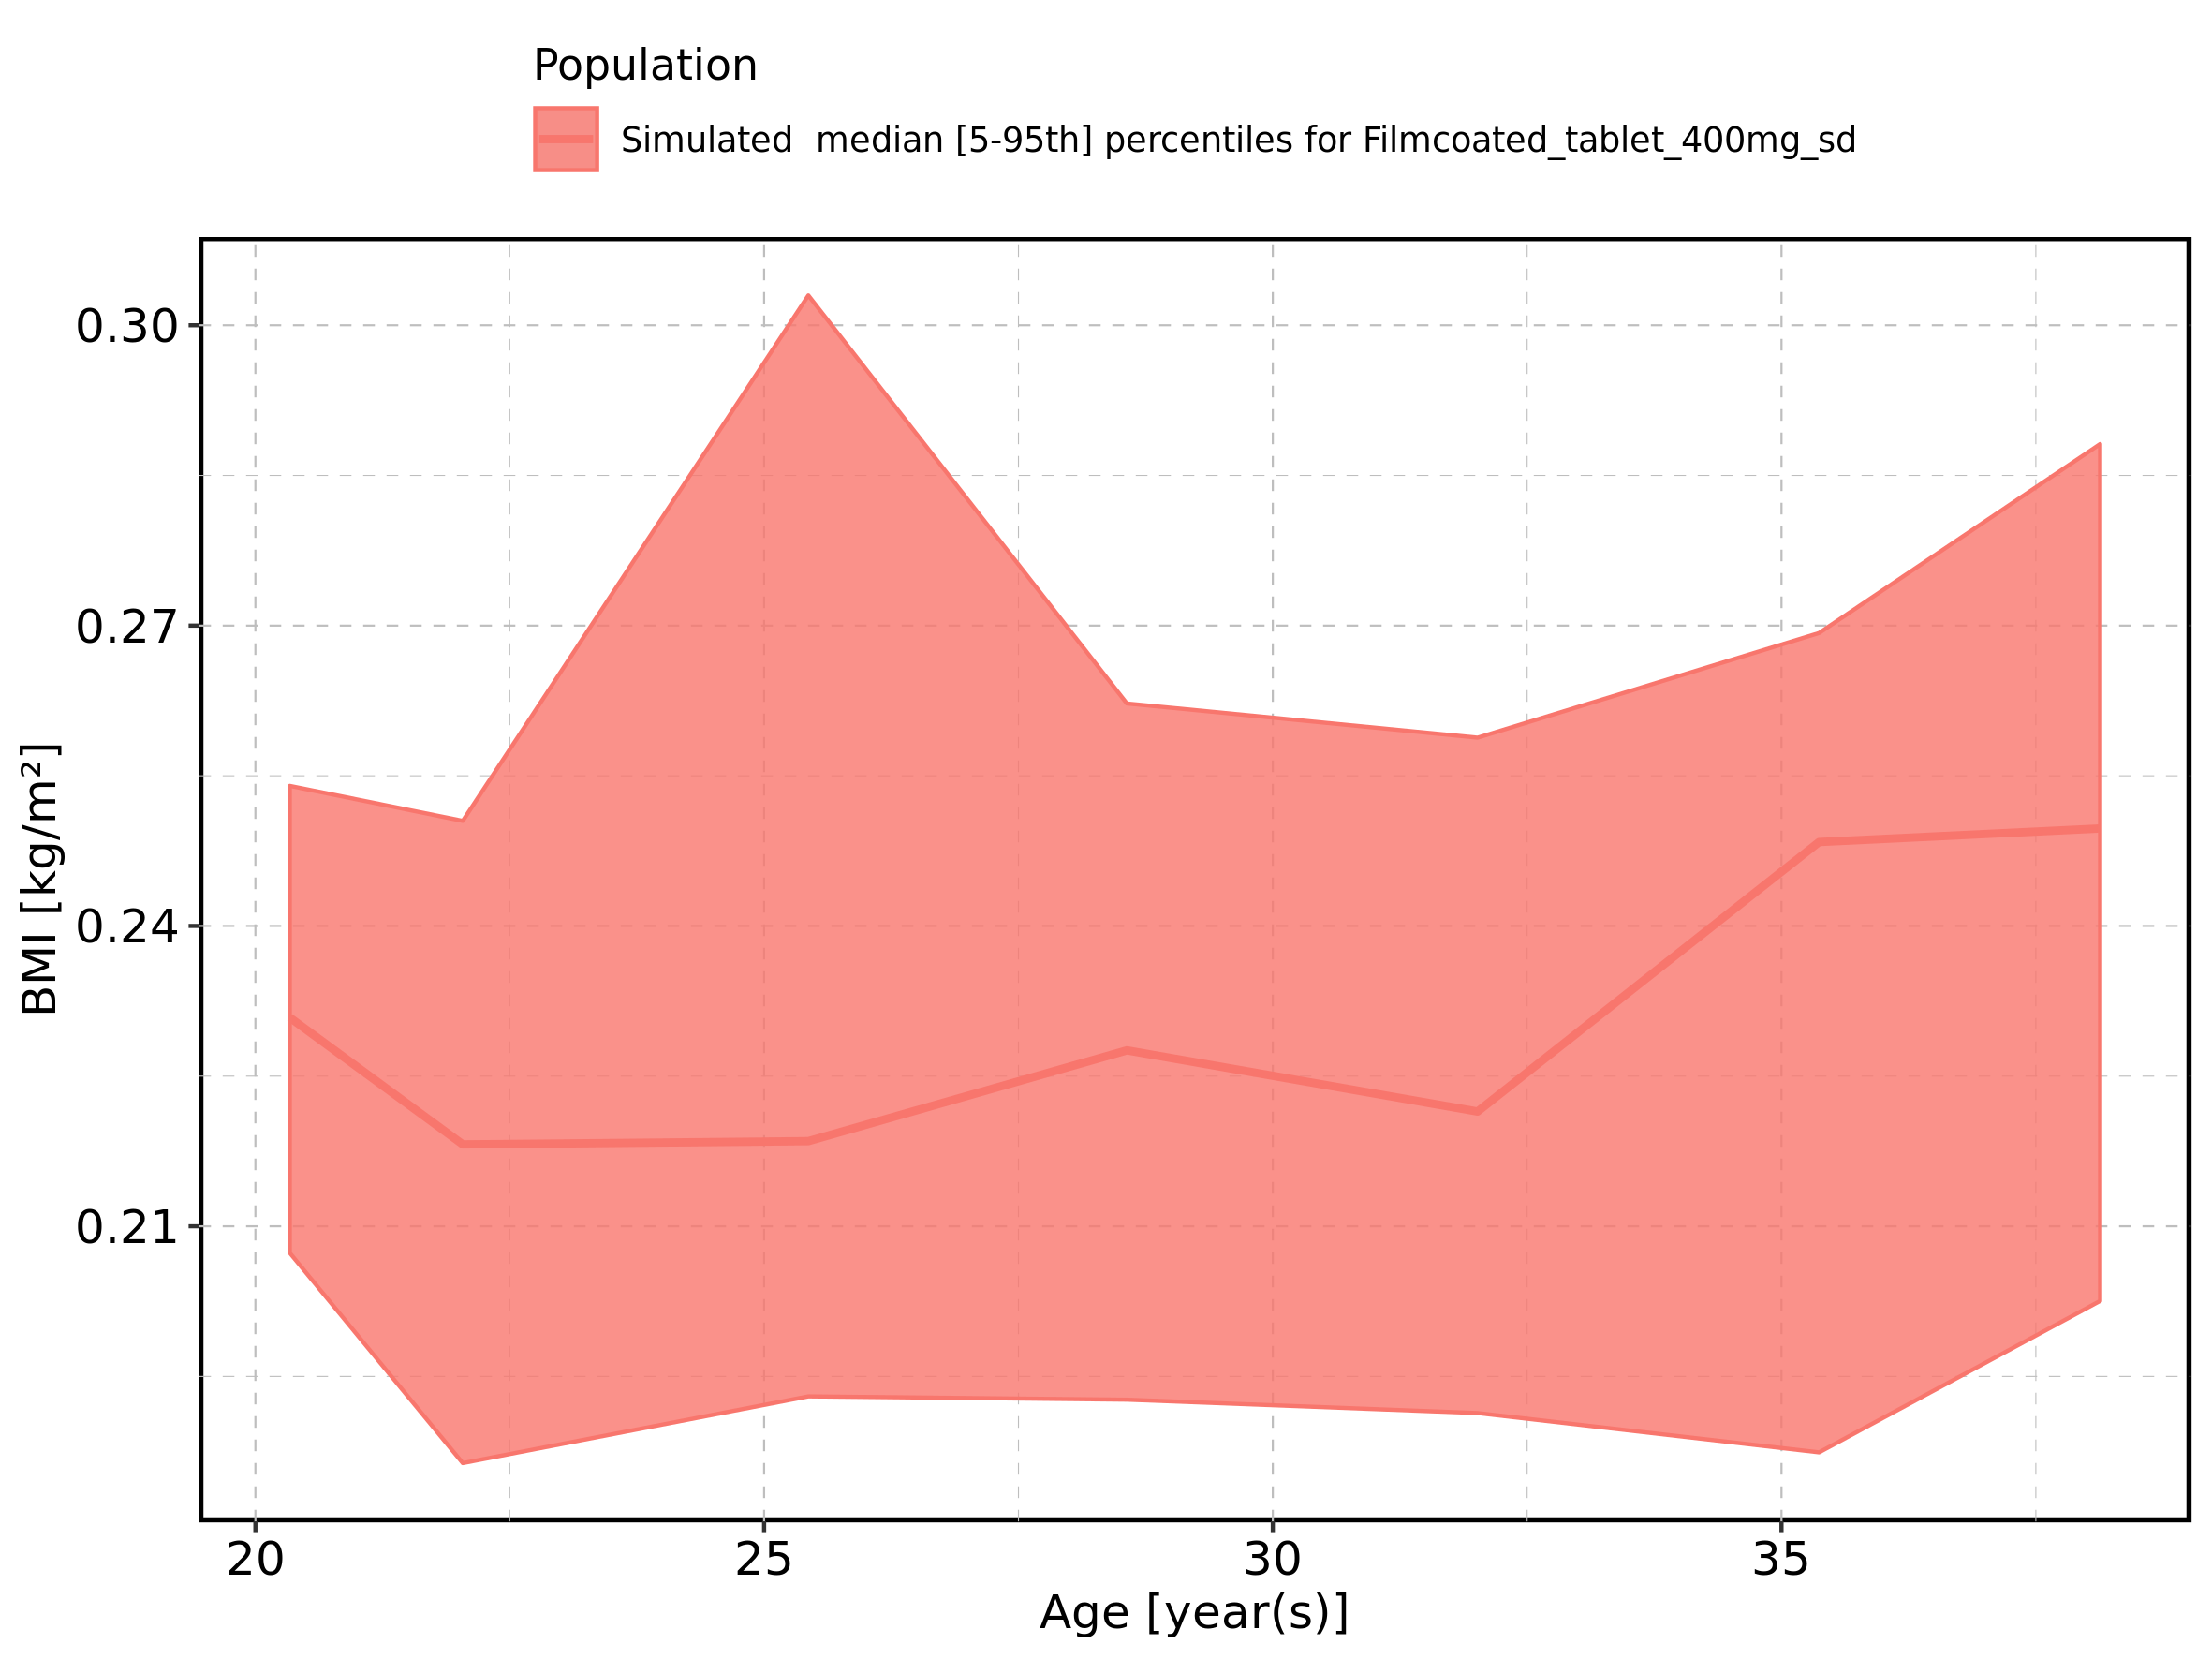 Population
Simulated  median [5-95th] percentiles for Filmcoated_tablet_400mg_sd
0.30
0.27
0.24
0.21
BMI [kg/m²]
20 25 30 35
Age [year(s)]